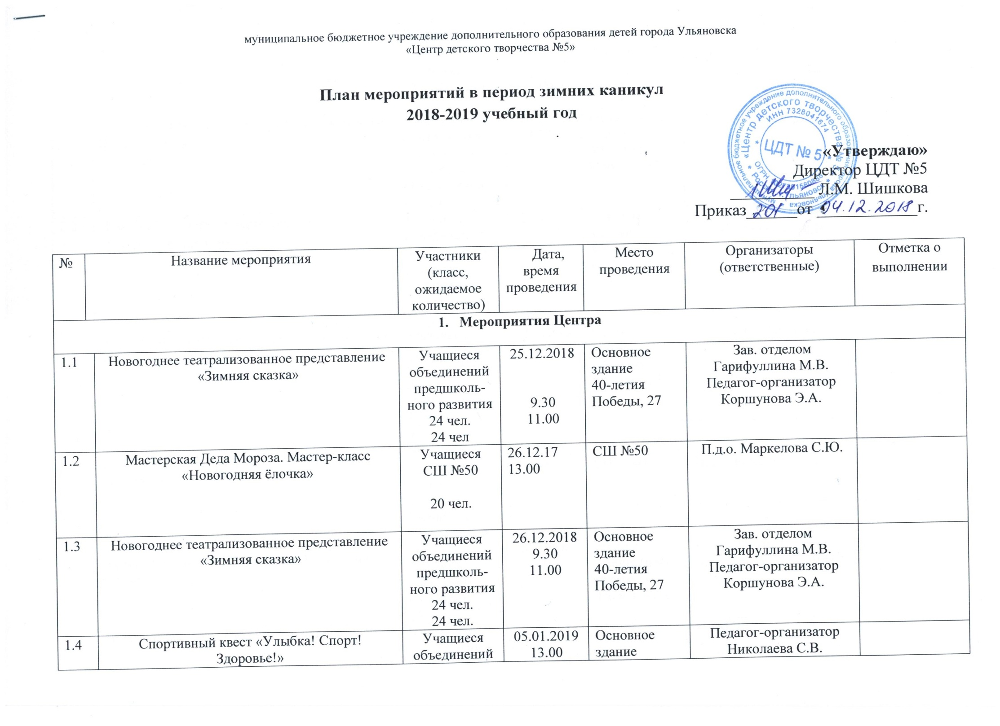 муниципальное бюджетное учреждение дополнительного образования детей города Ульяновска
«Центр детского творчества №5»
План мероприятий в период зимних каникул
2018-2019 учебный год
муниципальное бюджетное учреждение дополнительного образования города Ульяновска
«Центр детского творчества № 5»
ИНН 7328041674
ЦДТ № 5
ОГРН
«Утверждаю»
Директор ЦДТ №5
Л.М. Шишкова
Приказ 201 от 04.12.2018 г.
№
Название мероприятия
Участники
(класс,
ожидаемое
количество)
Дата,
время
проведения
Место
проведения
Организаторы
(ответственные)
Отметка о
выполнении
1. Мероприятия Центра
1.1
Новогоднее театрализованное представление
«Зимняя сказка»
Учащиеся
объединений
предшколь-
ного развития
24 чел.
24 чел
25.12.2018
9.30
11.00
Основное
здание
40-летия
Победы, 27
Зав. отделом
Гарифуллина М.В.
Педагог-организатор
Коршунова Э.А.
1.2
Мастерская Деда Мороза. Мастер-класс
«Новогодняя ёлочка»
Учащиеся
СШ №50
20 чел.
26.12.17
13.00
СШ №50
П.д.о. Маркелова С.Ю.
1.3
Новогоднее театрализованное представление
«Зимняя сказка»
Учащиеся
объединений
предшколь-
ного развития
24 чел.
24 чел.
26.12.2018
9.30
11.00
Основное
здание
40-летия
Победы, 27
Зав. отделом
Гарифуллина М.В.
Педагог-организатор
Коршунова Э.А.
1.4
Спортивный квест «Улыбка! Спорт!
Здоровье!»
Учащиеся
объединений
05.01.2019
13.00
Основное
здание
Педагог-организатор
Николаева С.В.